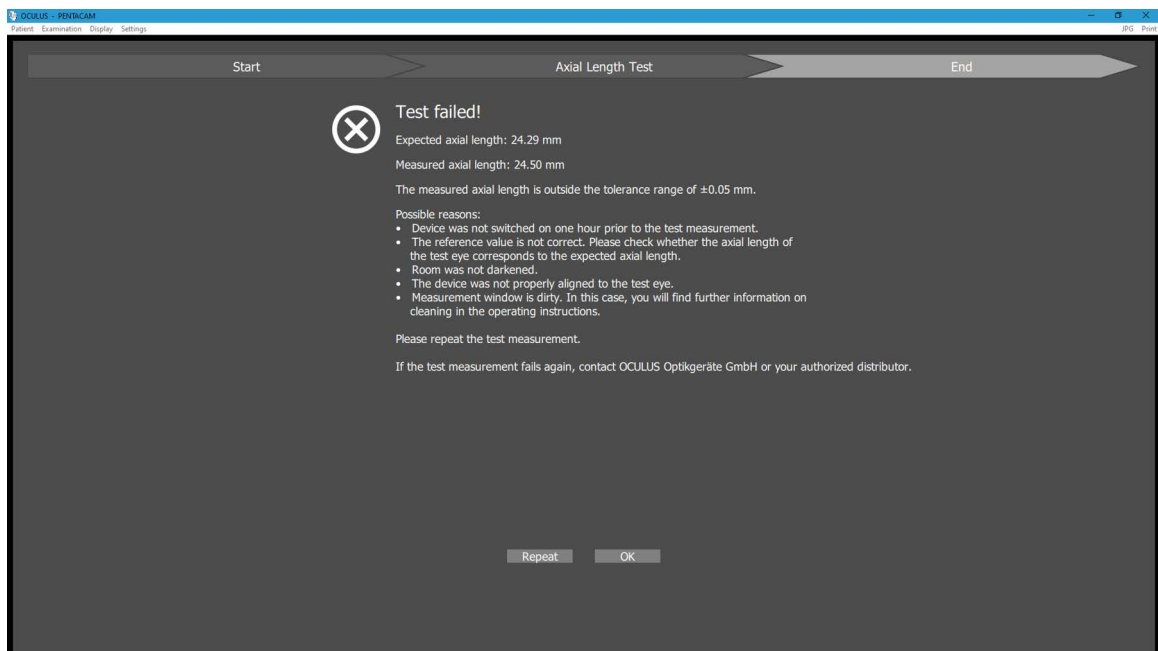 OCULUS - PENTACAM
Patient Examination Display Settings JPG Print
Start Axial Length Test End
Test failed!
Expected axial length: 24.29 mm
Measured axial length: 24.50 mm
The measured axial length is outside the tolerance range of ±0.05 mm.
Possible reasons:
• Device was not switched on one hour prior to the test measurement.
• The reference value is not correct. Please check whether the axial length of
the test eye corresponds to the expected axial length.
• Room was not darkened.
• The device was not properly aligned to the test eye.
• Measurement window is dirty. In this case, you will find further information on
cleaning in the operating instructions.
Please repeat the test measurement.
If the test measurement fails again, contact OCULUS Optikgeräte GmbH or your authorized distributor.
Repeat OK